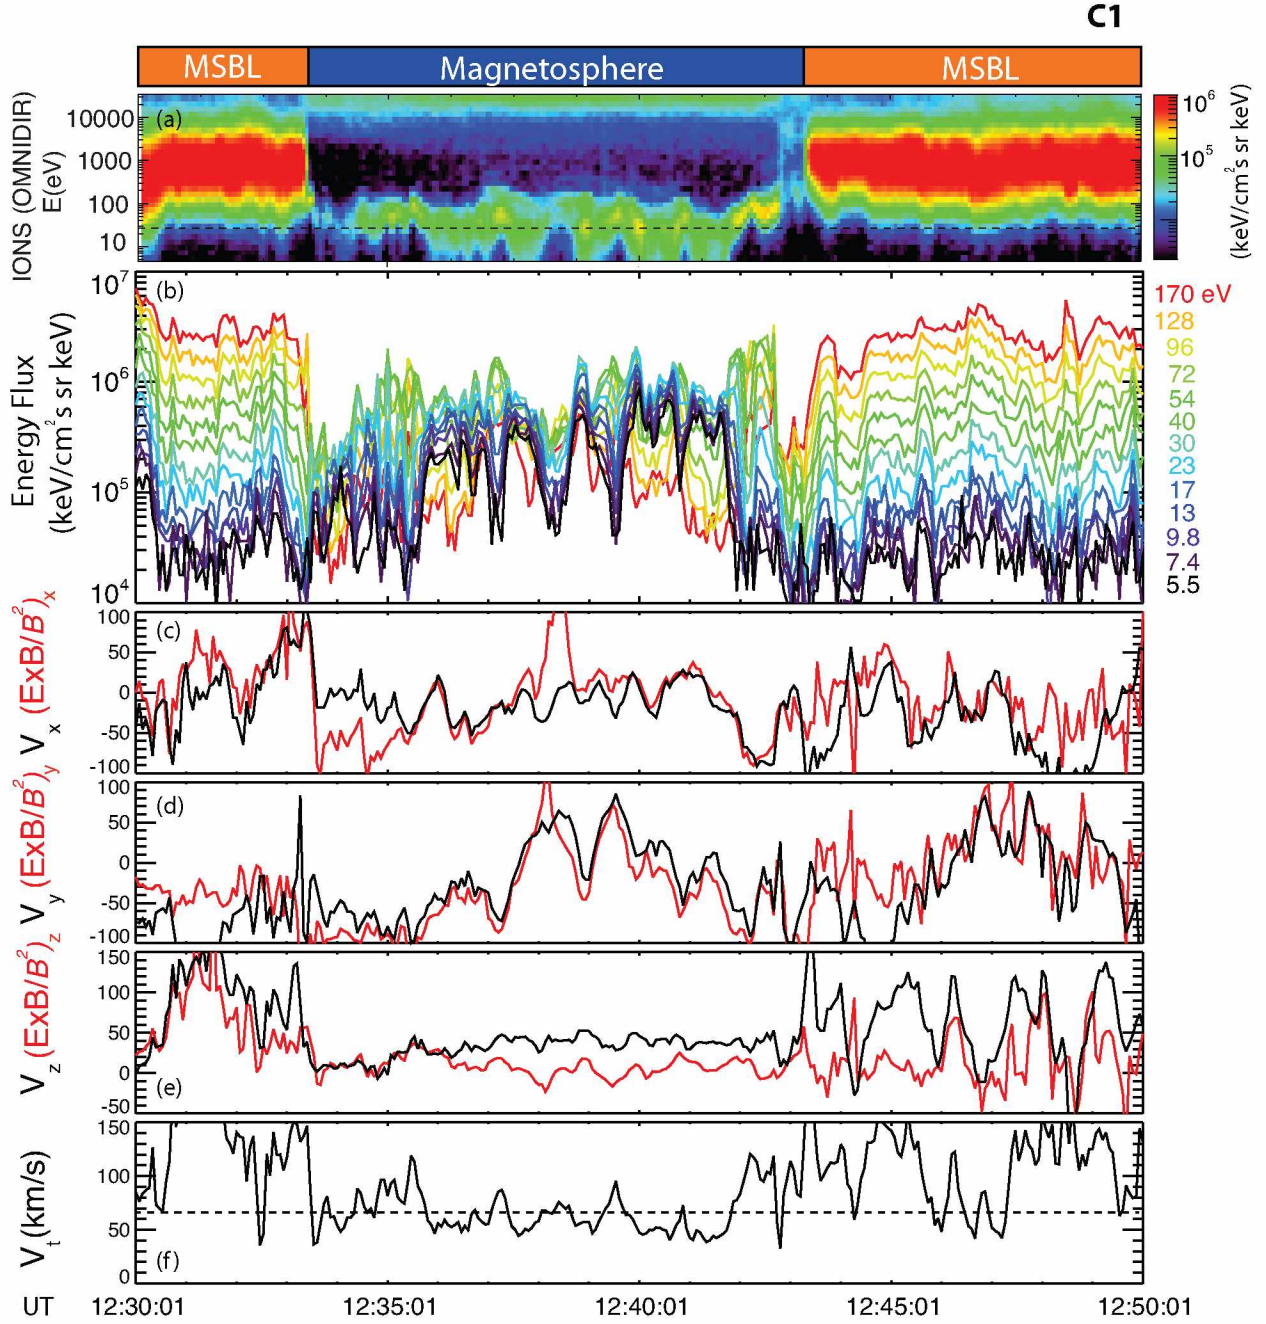 C1
MSBL Magnetosphere MSBL
IONS (OMNIDIR)
E(eV)
(a)
10000
1000
100
10
10^6
10^5
(keV/cm^2s sr keV)
Energy Flux
(keV/cm^2s sr keV)
(b)
10^7
10^6
10^5
10^4
170 eV
128
96
72
54
40
30
23
17
13
9.8
7.4
5.5
V_x (ExB/B^2)_x
(c)
100
50
0
-50
-100
V_y (ExB/B^2)_y
(d)
100
50
0
-50
-100
V_z (ExB/B^2)_z
(e)
150
100
50
0
-50
V_t (km/s)
(f)
150
100
50
0
UT 12:30:01 12:35:01 12:40:01 12:45:01 12:50:01